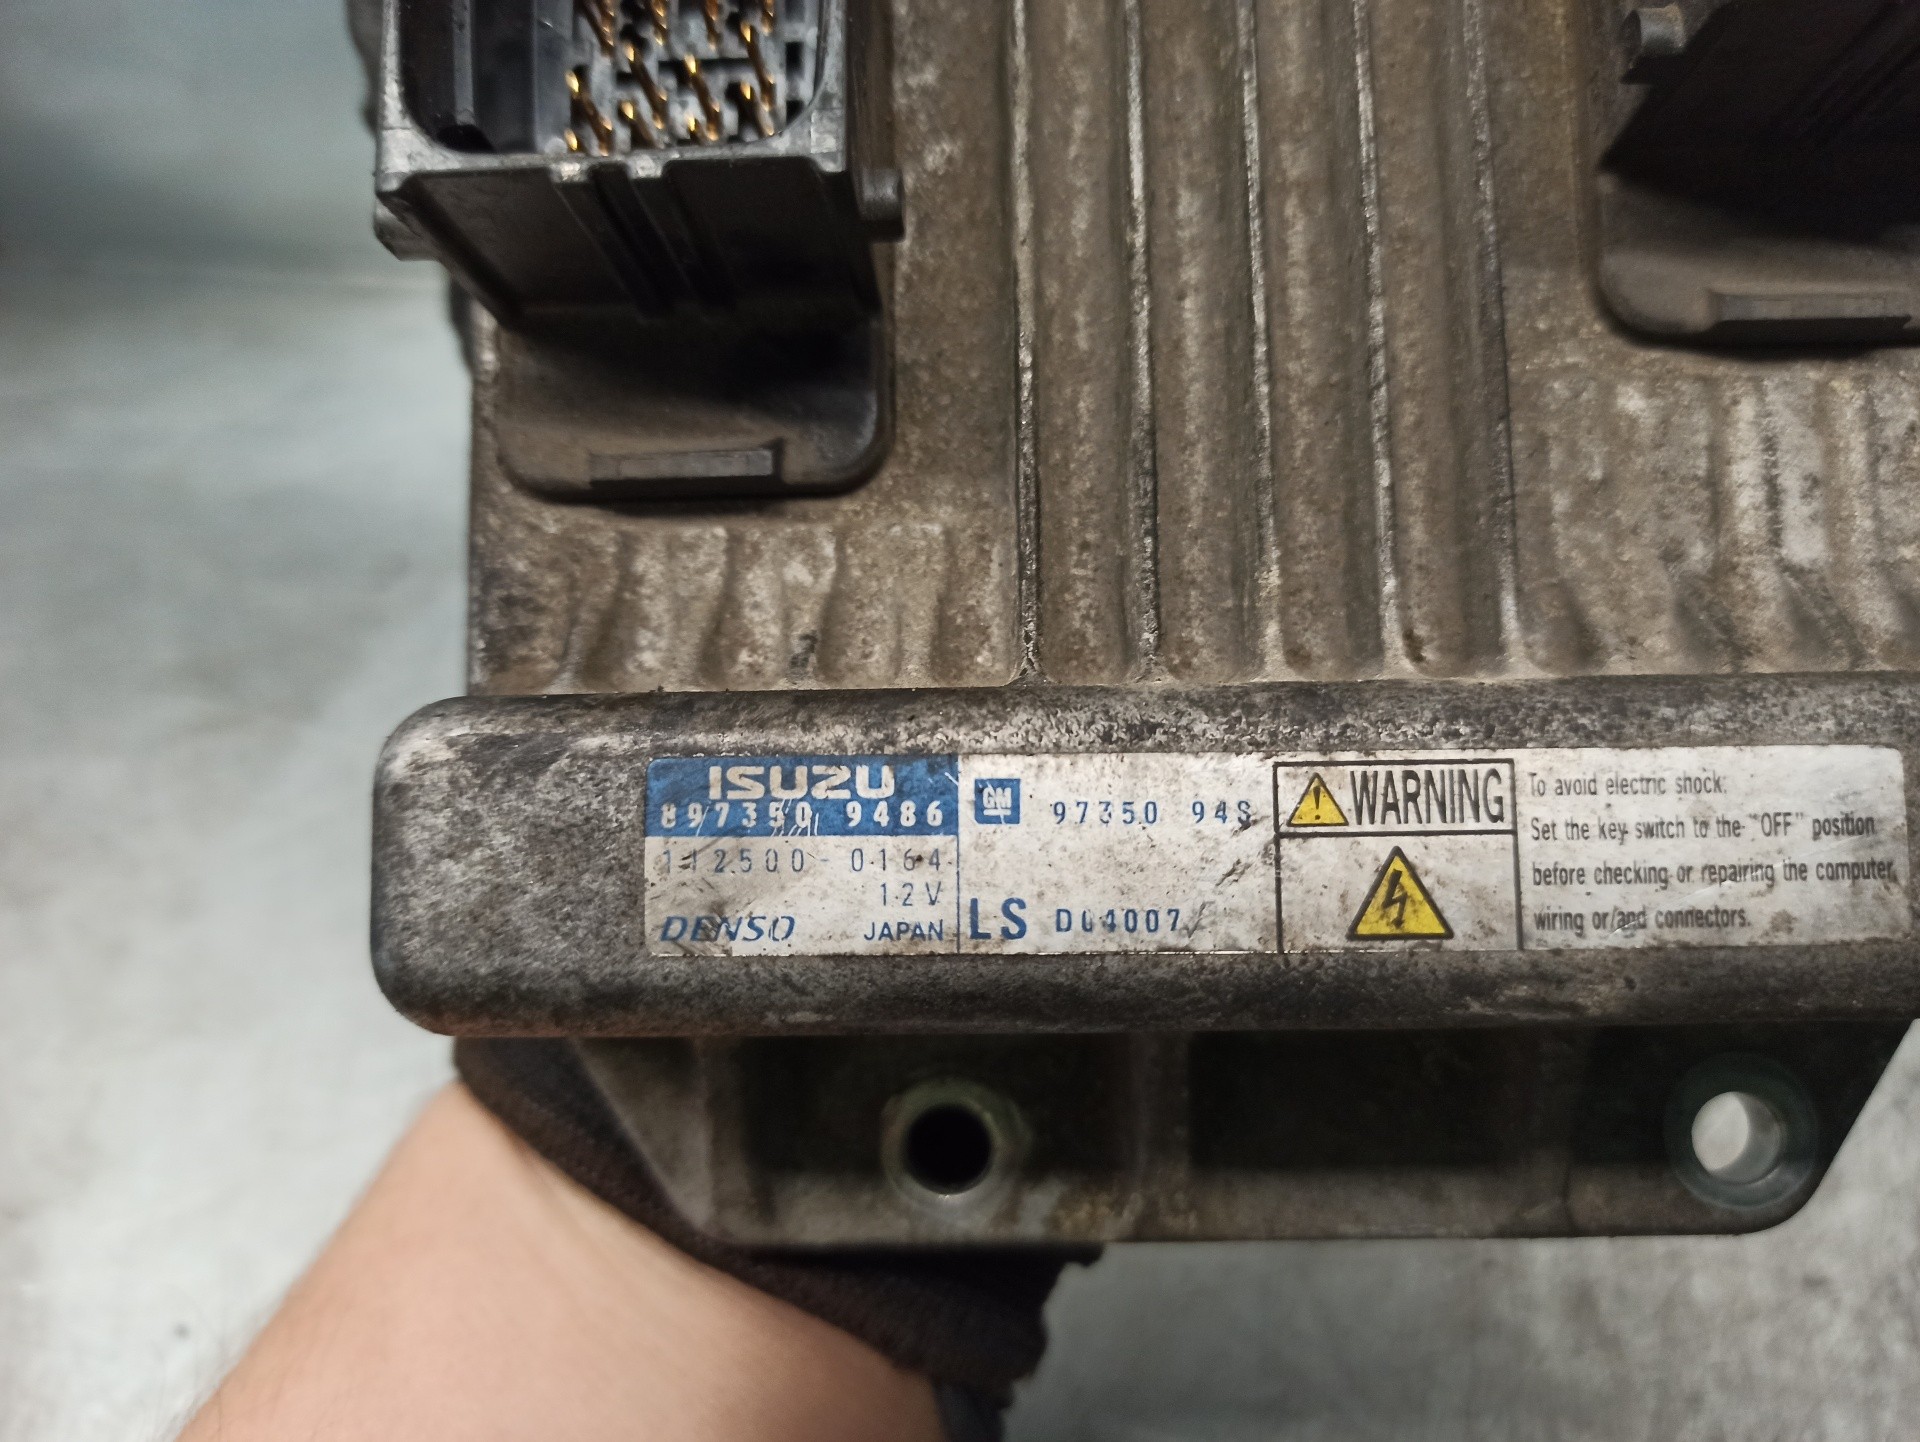 ISUZU
897350 9486
112500-0164
12V
DENSO JAPAN
GM 97350 94S
LS D04007
WARNING
To avoid electric shock:
Set the key switch to the "OFF" position
before checking or repairing the computer,
wiring or/and connectors.